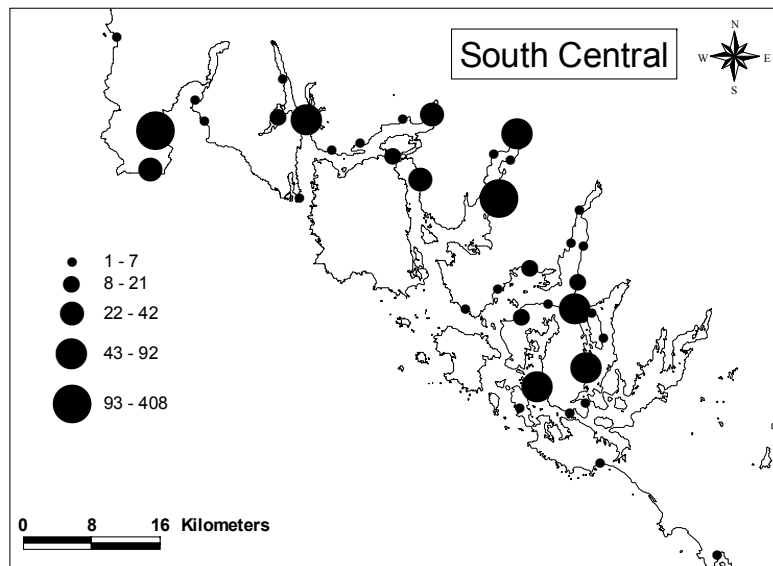 South Central
N
W E
S
1 - 7
8 - 21
22 - 42
43 - 92
93 - 408
0 8 16 Kilometers